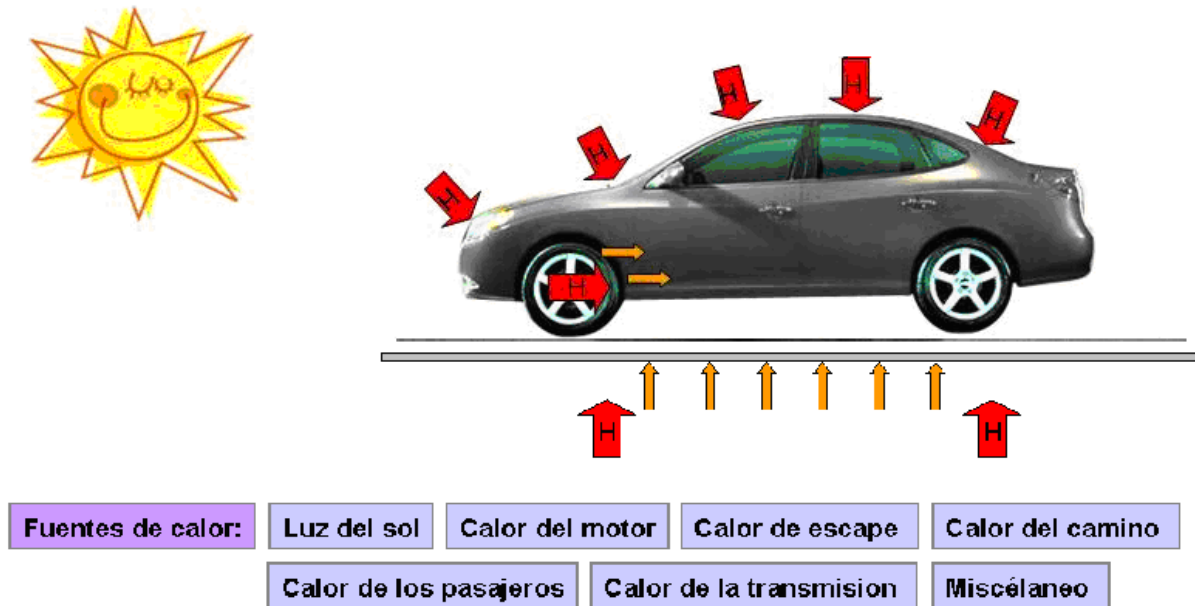 H
H
H
H
H
H
H
H
Fuentes de calor:
Luz del sol
Calor del motor
Calor de escape
Calor del camino
Calor de los pasajeros
Calor de la transmision
Miscélaneo